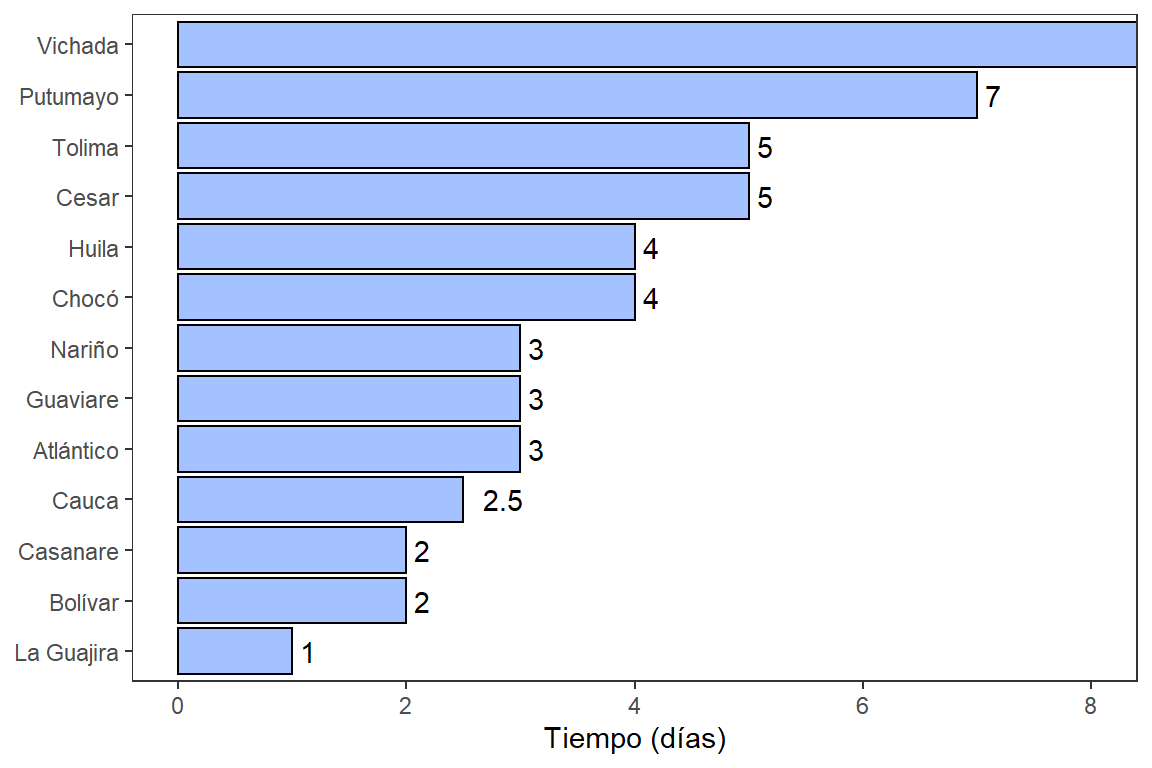 Vichada
Putumayo 7
Tolima 5
Cesar 5
Huila 4
Chocó 4
Nariño 3
Guaviare 3
Atlántico 3
Cauca 2.5
Casanare 2
Bolívar 2
La Guajira 1
0 2 4 6 8
Tiempo (días)